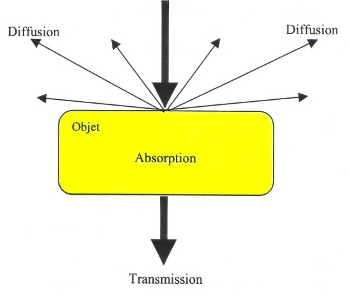 Diffusion
Diffusion
Objet
Absorption
Transmission